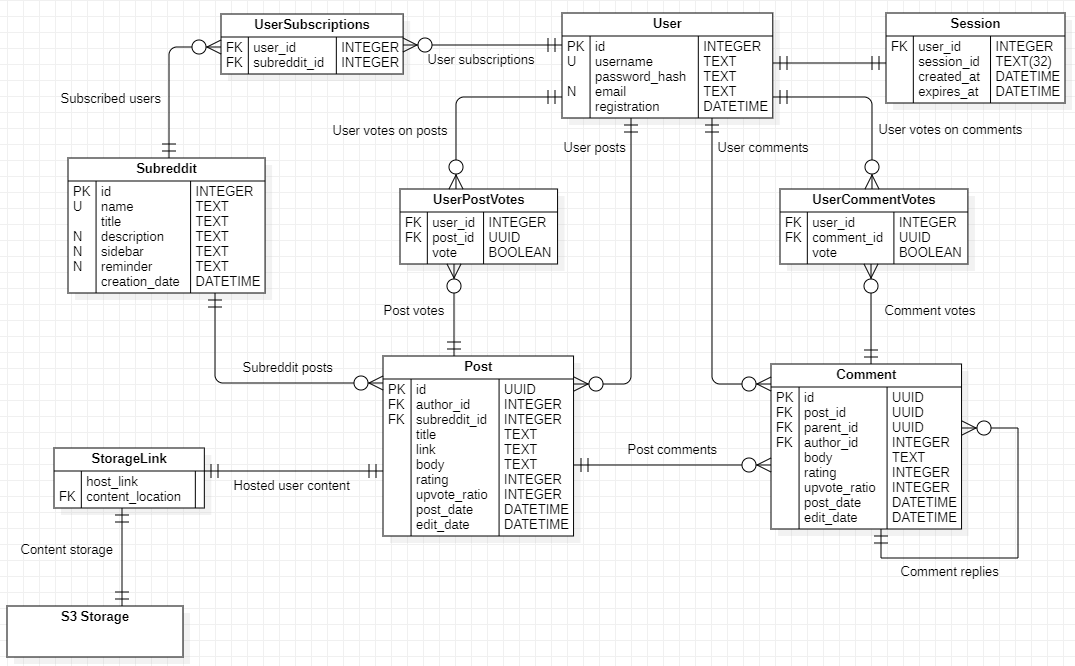 UserSubscriptions
FK user_id INTEGER
FK subreddit_id INTEGER
User
PK id INTEGER
U username TEXT
password_hash TEXT
N email TEXT
registration DATETIME
Session
FK user_id INTEGER
session_id TEXT(32)
created_at DATETIME
expires_at DATETIME
User subscriptions
Subscribed users
User votes on posts
User posts
User comments
User votes on comments
Subreddit
PK id INTEGER
U name TEXT
title TEXT
N description TEXT
N sidebar TEXT
N reminder TEXT
creation_date DATETIME
UserPostVotes
FK user_id INTEGER
FK post_id UUID
vote BOOLEAN
UserCommentVotes
FK user_id INTEGER
FK comment_id UUID
vote BOOLEAN
Post votes
Comment votes
Subreddit posts
Post
PK id UUID
FK author_id INTEGER
FK subreddit_id INTEGER
title TEXT
link TEXT
body TEXT
rating INTEGER
upvote_ratio INTEGER
post_date DATETIME
edit_date DATETIME
Comment
PK id UUID
FK post_id UUID
FK parent_id UUID
FK author_id INTEGER
body TEXT
rating INTEGER
upvote_ratio INTEGER
post_date DATETIME
edit_date DATETIME
Post comments
StorageLink
host_link
FK content_location
Hosted user content
Content storage
Comment replies
S3 Storage